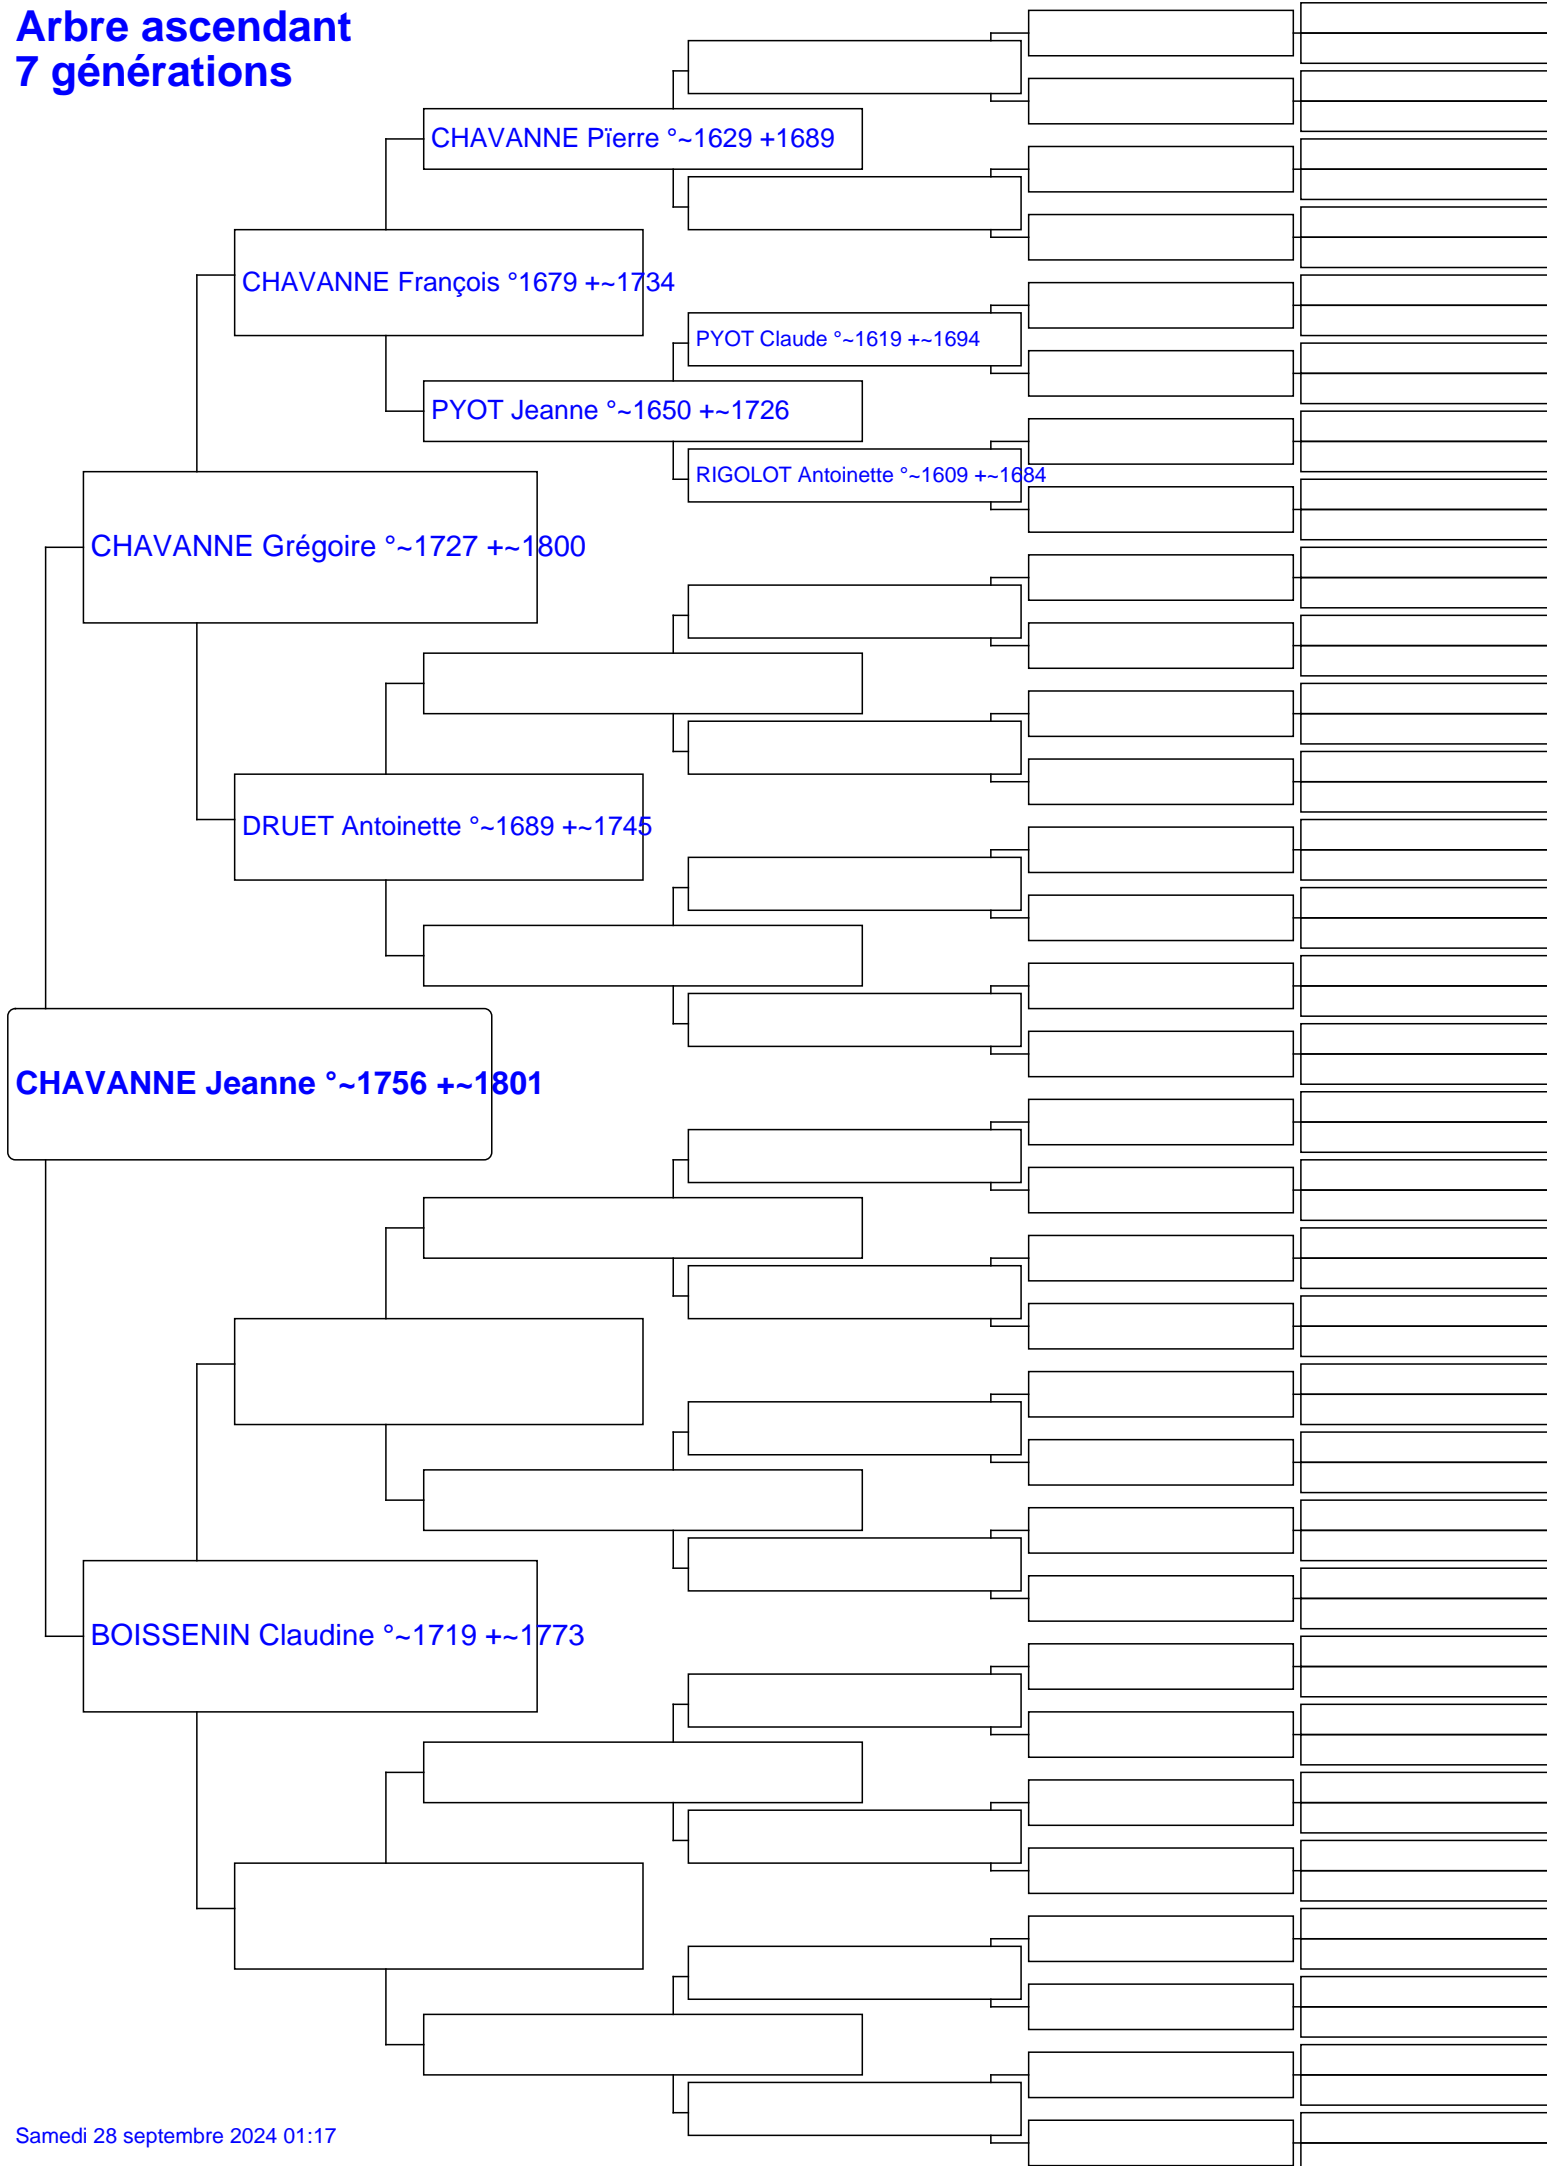 Arbre ascendant
7 générations
CHAVANNE Pïerre °~1629 +1689
CHAVANNE François °1679 +~1734
PYOT Claude °~1619 +~1694
PYOT Jeanne °~1650 +~1726
RIGOLOT Antoinette °~1609 +~1684
CHAVANNE Grégoire °~1727 +~1800
DRUET Antoinette °~1689 +~1745
CHAVANNE Jeanne °~1756 +~1801
BOISSENIN Claudine °~1719 +~1773
Samedi 28 septembre 2024 01:17